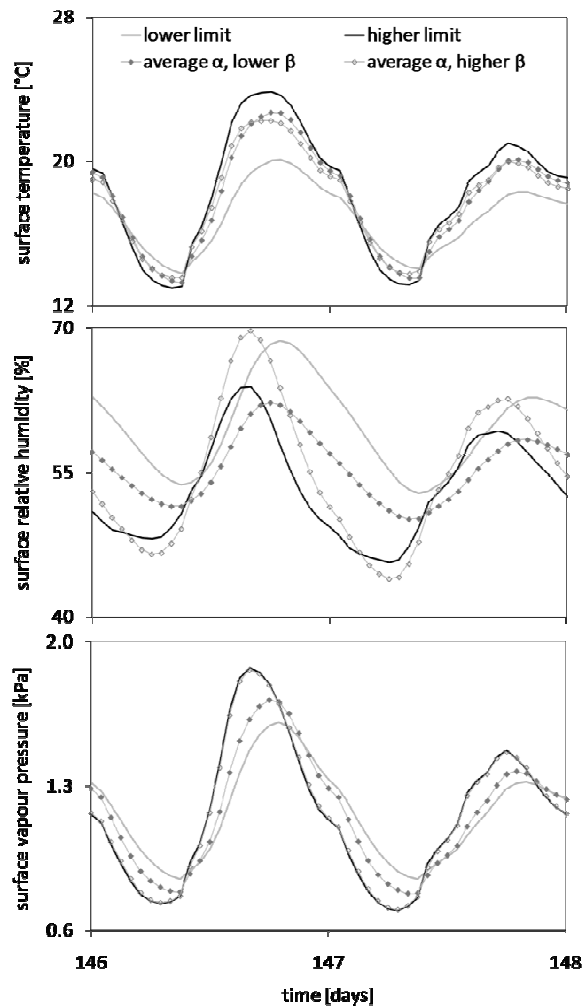 28
lower limit
higher limit
average α, lower β
average α, higher β
surface temperature [°C]
20
12
70
surface relative humidity [%]
55
40
2.0
surface vapour pressure [kPa]
1.3
0.6
146
147
148
time [days]